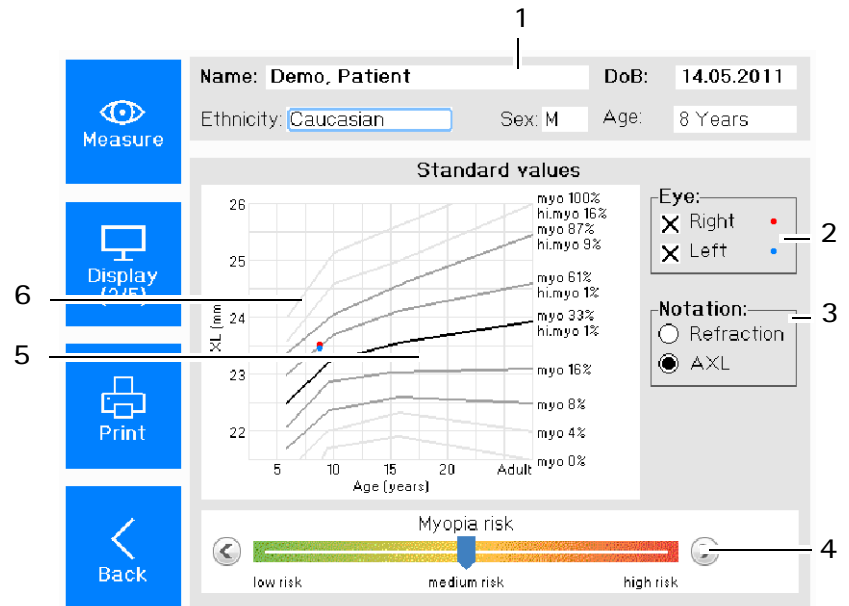 1
Name: Demo, Patient DoB: 14.05.2011
Ethnicity: Caucasian Sex: M Age: 8 Years
Measure
Display
(2/5)
Print
Back
Standard values
26
25
24
23
22
XL (mm
5 10 15 20 Adult
Age (years)
myo 100%
hi.myo 16%
myo 87%
hi.myo 9%
myo 61%
hi.myo 1%
myo 33%
hi.myo 1%
myo 16%
myo 8%
myo 4%
myo 0%
Eye:
Right
Left
2
Notation:
Refraction
AXL
3
6
5
Myopia risk
low risk medium risk high risk
4